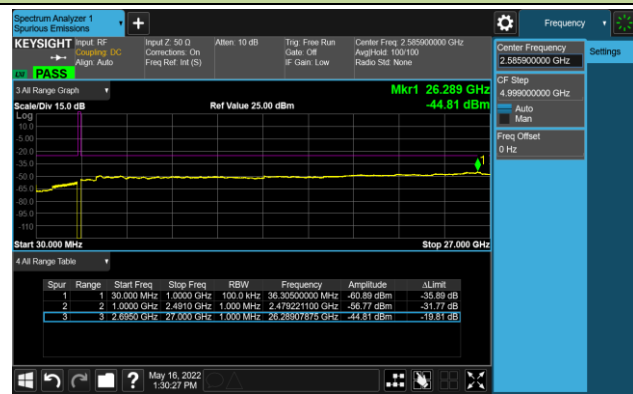 Spectrum Analyzer 1
Spurious Emissions
Frequency
KEYSIGHT Input: RF Input Z: 50 Ω Atten: 10 dB Trig: Free Run Center Freq: 2.585900000 GHz
Coupling: DC Corrections: On Gate: Off Avg|Hold: 100/100
Align: Auto Freq Ref: Int (S) IF Gain: Low Radio Std: None
PASS
Center Frequency
2.585900000 GHz
Settings
CF Step
4.999000000 GHz
Auto
Man
Freq Offset
0 Hz
3 All Range Graph
Mkr1 26.289 GHz
Scale/Div 15.0 dB Ref Value 25.00 dBm -44.81 dBm
Log
10.0
-5.00
-20.0
-35.0
-50.0
-65.0
-80.0
-95.0
-110
1
Start 30.000 MHz Stop 27.000 GHz
4 All Range Table
Spur Range Start Freq Stop Freq RBW Frequency Amplitude ΔLimit
1 1 30.000 MHz 1.0000 GHz 100.0 kHz 36.30500000 MHz -60.89 dBm -35.89 dB
2 2 1.0000 GHz 2.4910 GHz 1.000 MHz 2.479221100 GHz -56.77 dBm -31.77 dB
3 3 2.6950 GHz 27.000 GHz 1.000 MHz 26.28907875 GHz -44.81 dBm -19.81 dB
?
May 16, 2022
1:30:27 PM